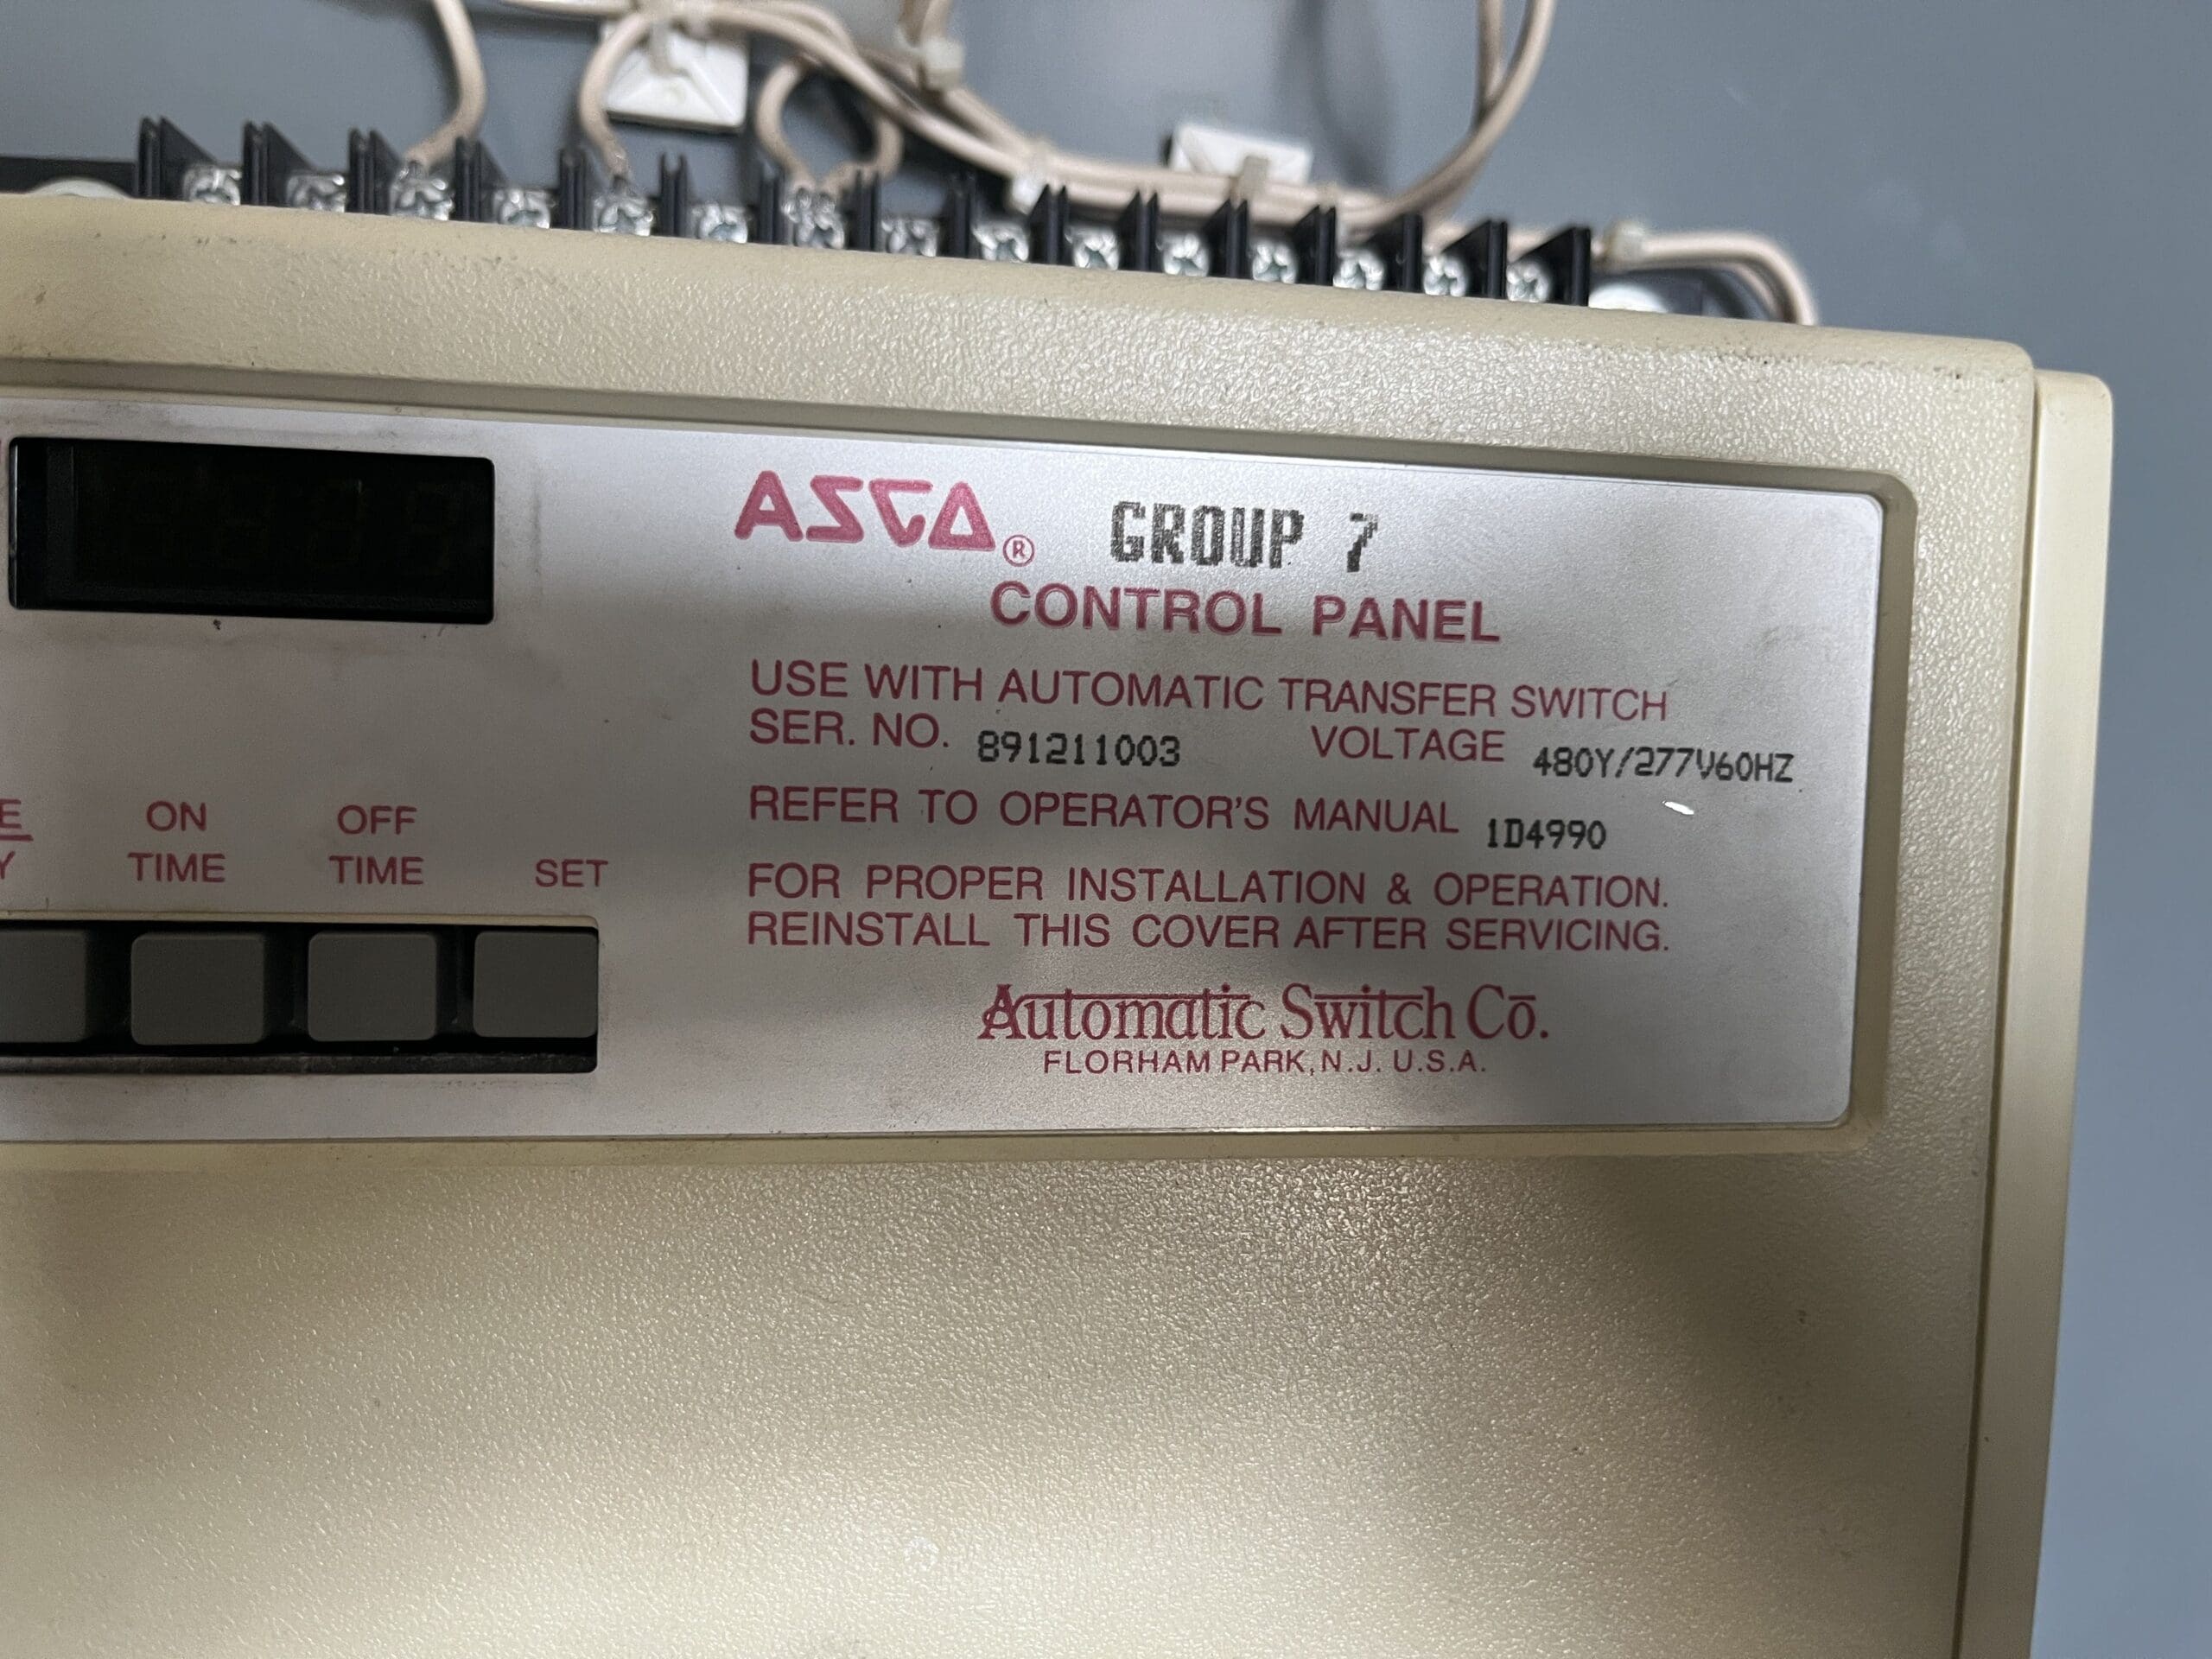 ASCO® GROUP 7
CONTROL PANEL
USE WITH AUTOMATIC TRANSFER SWITCH
SER. NO. 891211003 VOLTAGE 480Y/277V60HZ
REFER TO OPERATOR'S MANUAL 1D4990
FOR PROPER INSTALLATION & OPERATION.
REINSTALL THIS COVER AFTER SERVICING.
Automatic Switch Co.
FLORHAM PARK, N.J. U.S.A.
ON
TIME
OFF
TIME
SET